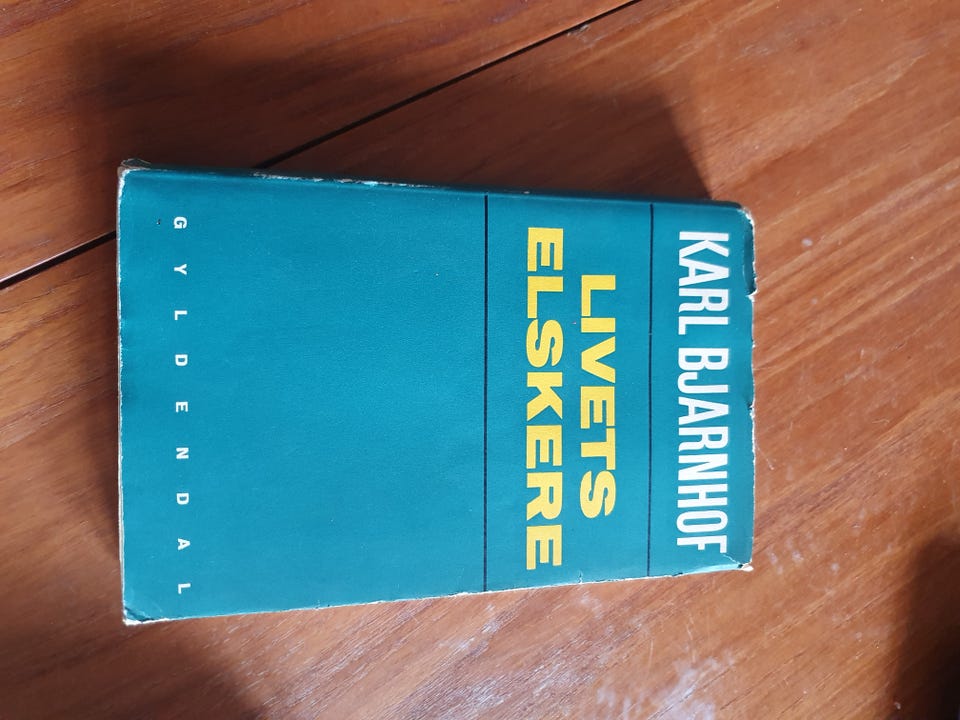 KARL BJARNHOF
LIVETS
ELSKERE
GYLDENDAL